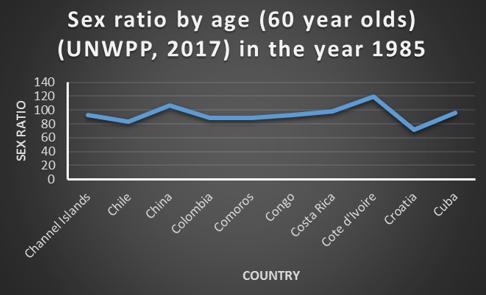 Sex ratio by age (60 year olds)
(UNWPP, 2017) in the year 1985
SEX RATIO
140
120
100
80
60
40
20
0
Channel Islands
Chile
China
Colombia
Comoros
Congo
Costa Rica
Cote d'Ivoire
Croatia
Cuba
COUNTRY